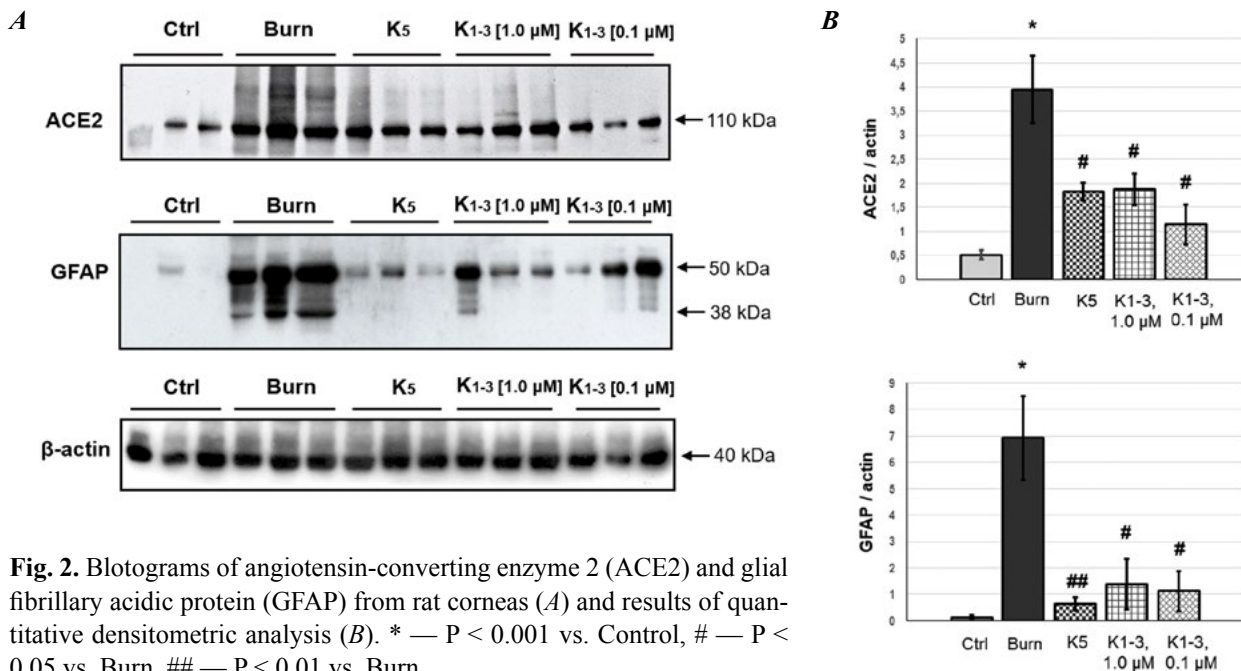 A
Ctrl Burn K5 K1-3 [1.0 µM] K1-3 [0.1 µM]
ACE2
110 kDa
Ctrl Burn K5 K1-3 [1.0 µM] K1-3 [0.1 µM]
GFAP
50 kDa
38 kDa
Ctrl Burn K5 K1-3 [1.0 µM] K1-3 [0.1 µM]
β-actin
40 kDa
B
*
5
4,5
4
3,5
3
2,5
2
1,5
1
0,5
0
ACE2 / actin
# # #
Ctrl Burn K5 K1-3, K1-3,
1.0 µM 0.1 µM
*
9
8
7
6
5
4
3
2
1
0
GFAP / actin
## # #
Ctrl Burn K5 K1-3, K1-3,
1.0 µM 0.1 µM
Fig. 2. Blotograms of angiotensin-converting enzyme 2 (ACE2) and glial
fibrillary acidic protein (GFAP) from rat corneas (A) and results of quan-
titative densitometric analysis (B). * — P < 0.001 vs. Control, # — P <
0.05 vs. Burn, ## — P < 0.01 vs. Burn